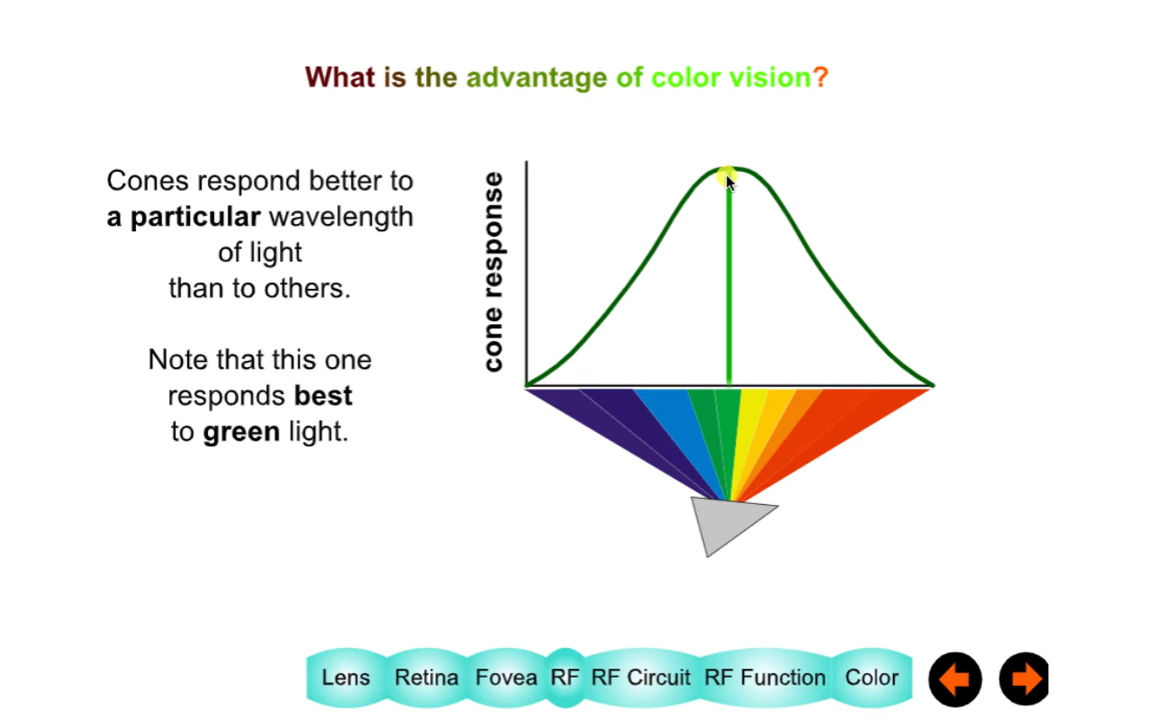 What is the advantage of color vision?
Cones respond better to
a particular wavelength
of light
than to others.
Note that this one
responds best
to green light.
cone response
Lens Retina Fovea RF RF Circuit RF Function Color